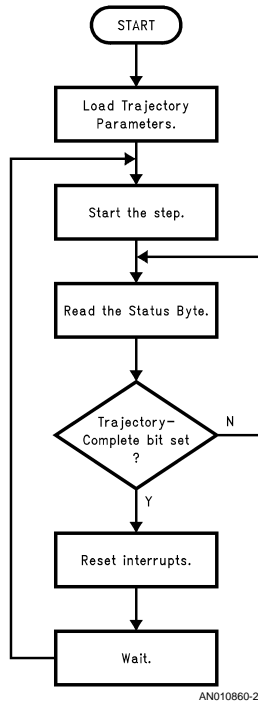 START
Load Trajectory
Parameters.
Start the step.
Read the Status Byte.
Trajectory-
Complete bit set
?
N
Y
Reset interrupts.
Wait.
AN010860-2